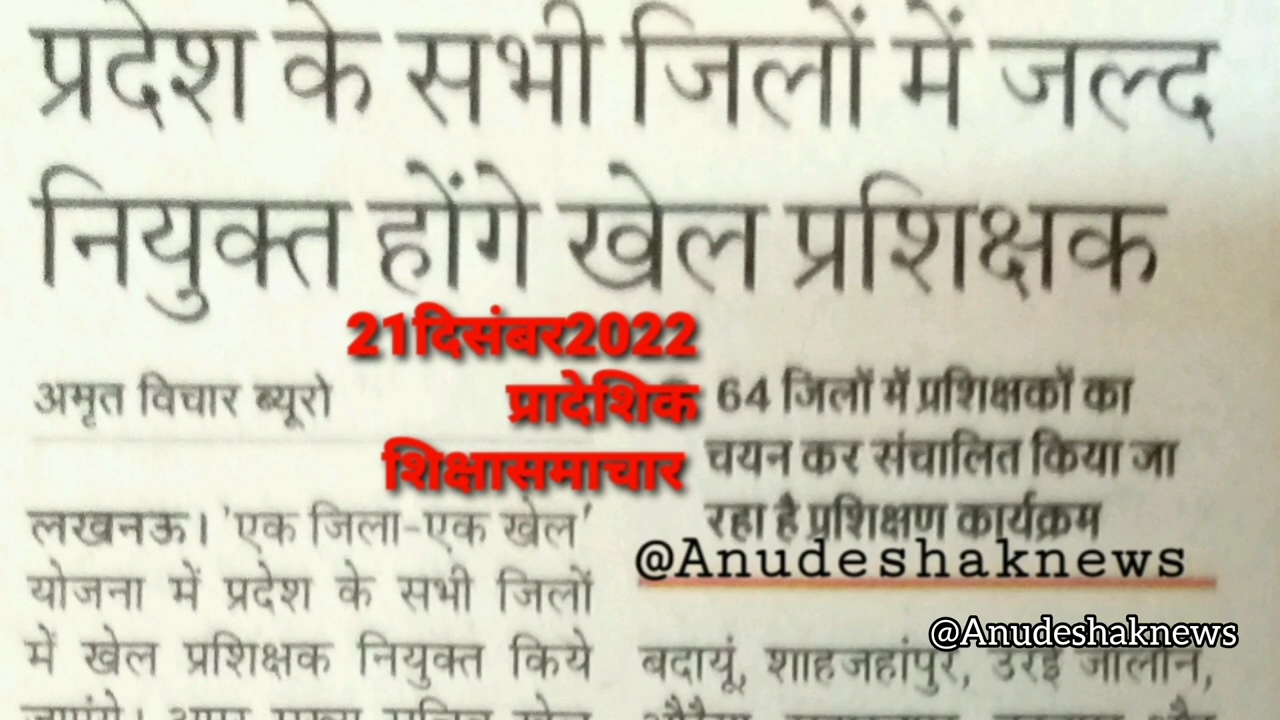 प्रदेश के सभी जिलों में जल्द
नियुक्त होंगे खेल प्रशिक्षक
21दिसंबर2022
प्रादेशिक
शिक्षासमाचार
अमृत विचार ब्यूरो
लखनऊ। 'एक जिला-एक खेल'
योजना में प्रदेश के सभी जिलों
में खेल प्रशिक्षक नियुक्त किये
64 जिलों में प्रशिक्षकों का
चयन कर संचालित किया जा
रहा है प्रशिक्षण कार्यक्रम
@Anudeshaknews
@Anudeshaknews
बदायूं, शाहजहांपुर, उरई जालौन,